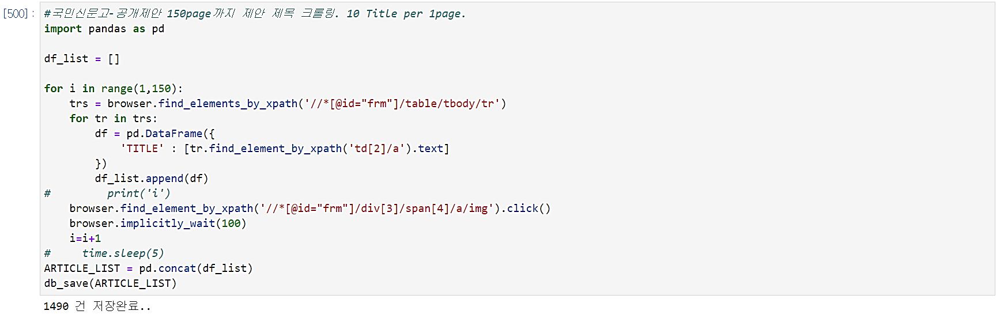 [500]:
#국민신문고-공개제안 150page까지 제안 제목 크롤링. 10 Title per 1page.
import pandas as pd
df_list = []
for i in range(1,150):
    trs = browser.find_elements_by_xpath('//*[@id="frm"]/table/tbody/tr')
    for tr in trs:
        df = pd.DataFrame({
            'TITLE' : [tr.find_element_by_xpath('td[2]/a').text]
        })
        df_list.append(df)
#         print('i')
    browser.find_element_by_xpath('//*[@id="frm"]/div[3]/span[4]/a/img').click()
    browser.implicitly_wait(100)
    i=i+1
#     time.sleep(5)
ARTICLE_LIST = pd.concat(df_list)
db_save(ARTICLE_LIST)
1490 건 저장완료..